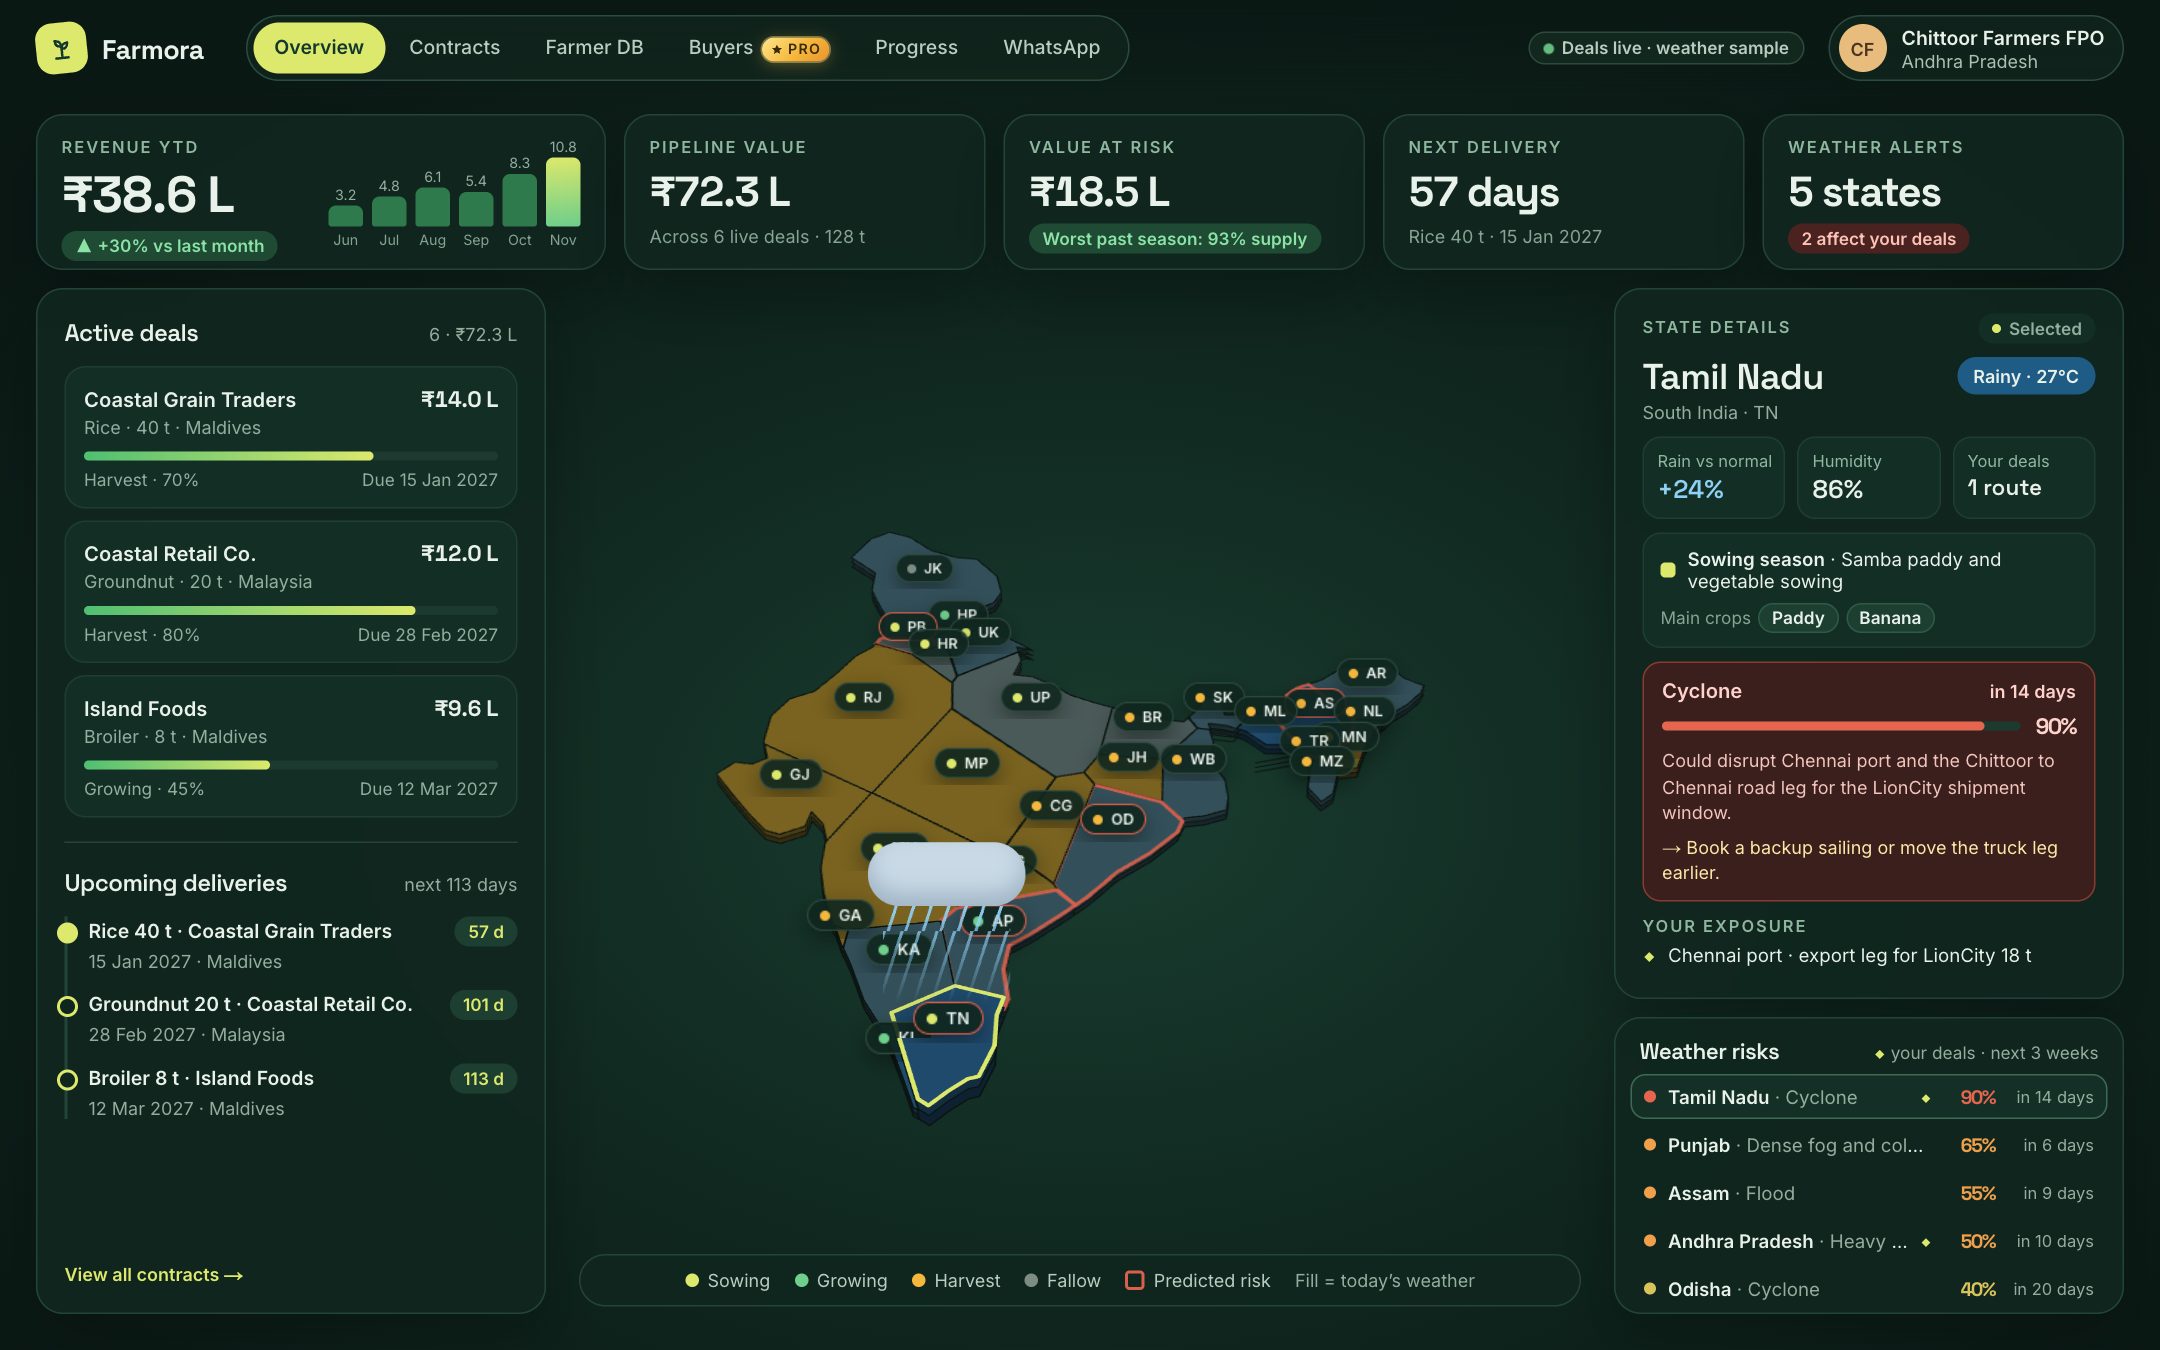 Farmora
Overview
Contracts
Farmer DB
Buyers
★ PRO
Progress
WhatsApp
Deals live · weather sample
CF
Chittoor Farmers FPO
Andhra Pradesh
REVENUE YTD
₹38.6 L
▲ +30% vs last month
3.2
4.8
6.1
5.4
8.3
10.8
Jun
Jul
Aug
Sep
Oct
Nov
PIPELINE VALUE
₹72.3 L
Across 6 live deals · 128 t
VALUE AT RISK
₹18.5 L
Worst past season: 93% supply
NEXT DELIVERY
57 days
Rice 40 t · 15 Jan 2027
WEATHER ALERTS
5 states
2 affect your deals
Active deals
6 · ₹72.3 L
Coastal Grain Traders
₹14.0 L
Rice · 40 t · Maldives
Harvest · 70%
Due 15 Jan 2027
Coastal Retail Co.
₹12.0 L
Groundnut · 20 t · Malaysia
Harvest · 80%
Due 28 Feb 2027
Island Foods
₹9.6 L
Broiler · 8 t · Maldives
Growing · 45%
Due 12 Mar 2027
Upcoming deliveries
next 113 days
Rice 40 t · Coastal Grain Traders
57 d
15 Jan 2027 · Maldives
Groundnut 20 t · Coastal Retail Co.
101 d
28 Feb 2027 · Malaysia
Broiler 8 t · Island Foods
113 d
12 Mar 2027 · Maldives
View all contracts →
JK
HP
PB
UK
HR
RJ
UP
AR
SK
ML
AS
NL
BR
TR
MN
MZ
GJ
MP
JH
WB
CG
OD
GA
AP
KA
TN
Sowing
Growing
Harvest
Fallow
Predicted risk
Fill = today's weather
STATE DETAILS
Selected
Tamil Nadu
Rainy · 27°C
South India · TN
Rain vs normal
+24%
Humidity
86%
Your deals
1 route
Sowing season · Samba paddy and
vegetable sowing
Main crops
Paddy
Banana
Cyclone
in 14 days
90%
Could disrupt Chennai port and the Chittoor to
Chennai road leg for the LionCity shipment
window.
→ Book a backup sailing or move the truck leg
earlier.
YOUR EXPOSURE
◆ Chennai port · export leg for LionCity 18 t
Weather risks
◆ your deals · next 3 weeks
Tamil Nadu · Cyclone ◆ 90% in 14 days
Punjab · Dense fog and col... 65% in 6 days
Assam · Flood 55% in 9 days
Andhra Pradesh · Heavy ... ◆ 50% in 10 days
Odisha · Cyclone 40% in 20 days